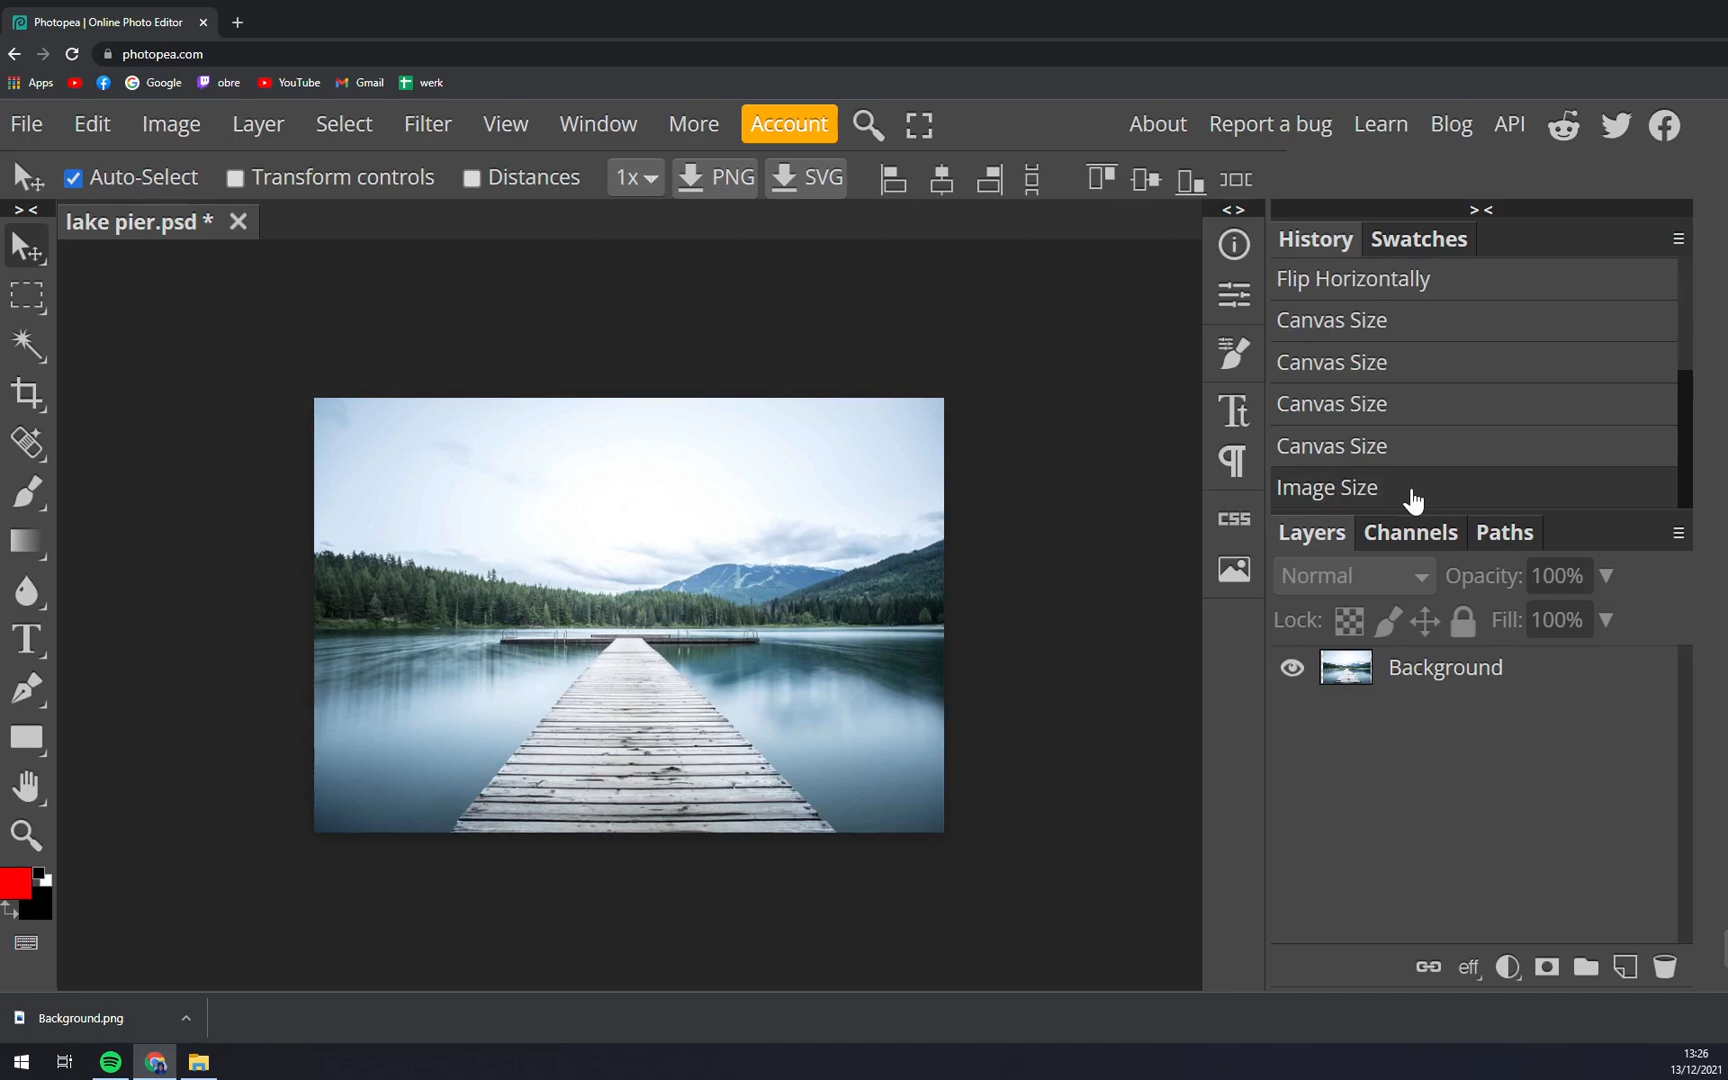 Photopea | Online Photo Editor
photopea.com
Apps Google obre YouTube Gmail werk
File Edit Image Layer Select Filter View Window More Account About Report a bug Learn Blog API
Auto-Select Transform controls Distances 1x PNG SVG
> < < > > <
lake pier.psd *
History Swatches
Flip Horizontally
Canvas Size
Canvas Size
Canvas Size
Canvas Size
Image Size
Tt
CSS
Layers Channels Paths
Normal Opacity: 100%
Lock: Fill: 100%
Background
T
eff
Background.png
13:26
13/12/2021